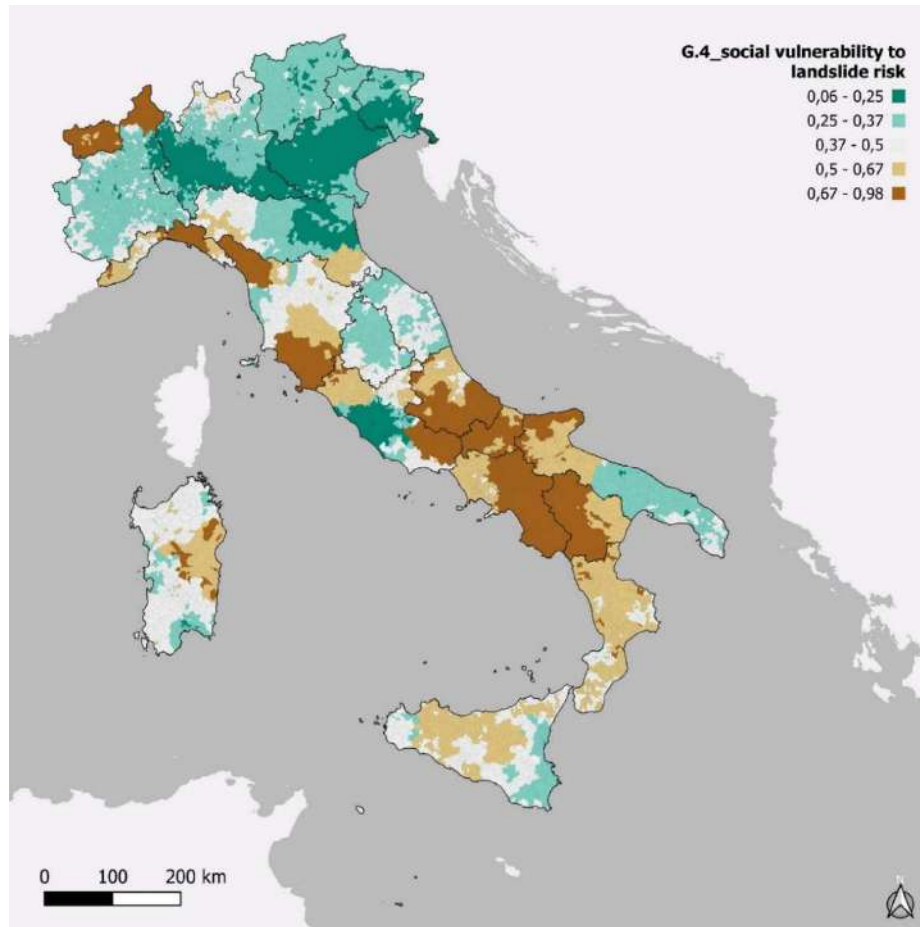 G.4_social vulnerability to
landslide risk
0,06 - 0,25
0,25 - 0,37
0,37 - 0,5
0,5 - 0,67
0,67 - 0,98
0 100 200 km
N